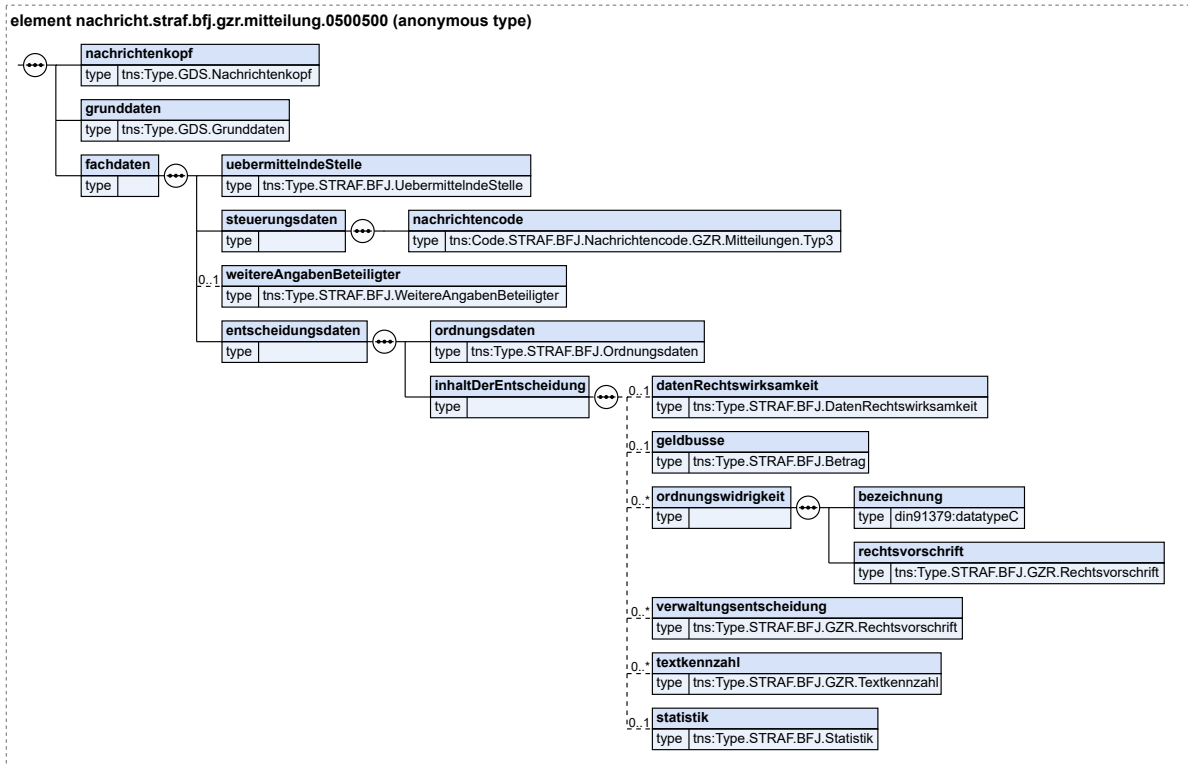 element nachricht.straf.bfj.gzr.mitteilung.0500500 (anonymous type)
nachrichtenkopf
type tns:Type.GDS.Nachrichtenkopf
grunddaten
type tns:Type.GDS.Grunddaten
fachdaten
type
uebermittelndeStelle
type tns:Type.STRAF.BFJ.UebermittelndeStelle
steuerungsdaten
type
nachrichtencode
type tns:Code.STRAF.BFJ.Nachrichtencode.GZR.Mitteilungen.Typ3
0..1
weitereAngabenBeteiligter
type tns:Type.STRAF.BFJ.WeitereAngabenBeteiligter
entscheidungsdaten
type
ordnungsdaten
type tns:Type.STRAF.BFJ.Ordnungsdaten
inhaltDerEntscheidung
type
0..1
datenRechtswirksamkeit
type tns:Type.STRAF.BFJ.DatenRechtswirksamkeit
0..1
geldbusse
type tns:Type.STRAF.BFJ.Betrag
0..*
ordnungswidrigkeit
type
bezeichnung
type din91379:datatypeC
rechtsvorschrift
type tns:Type.STRAF.BFJ.GZR.Rechtsvorschrift
0..*
verwaltungsentscheidung
type tns:Type.STRAF.BFJ.GZR.Rechtsvorschrift
0..*
textkennzahl
type tns:Type.STRAF.BFJ.GZR.Textkennzahl
0..1
statistik
type tns:Type.STRAF.BFJ.Statistik